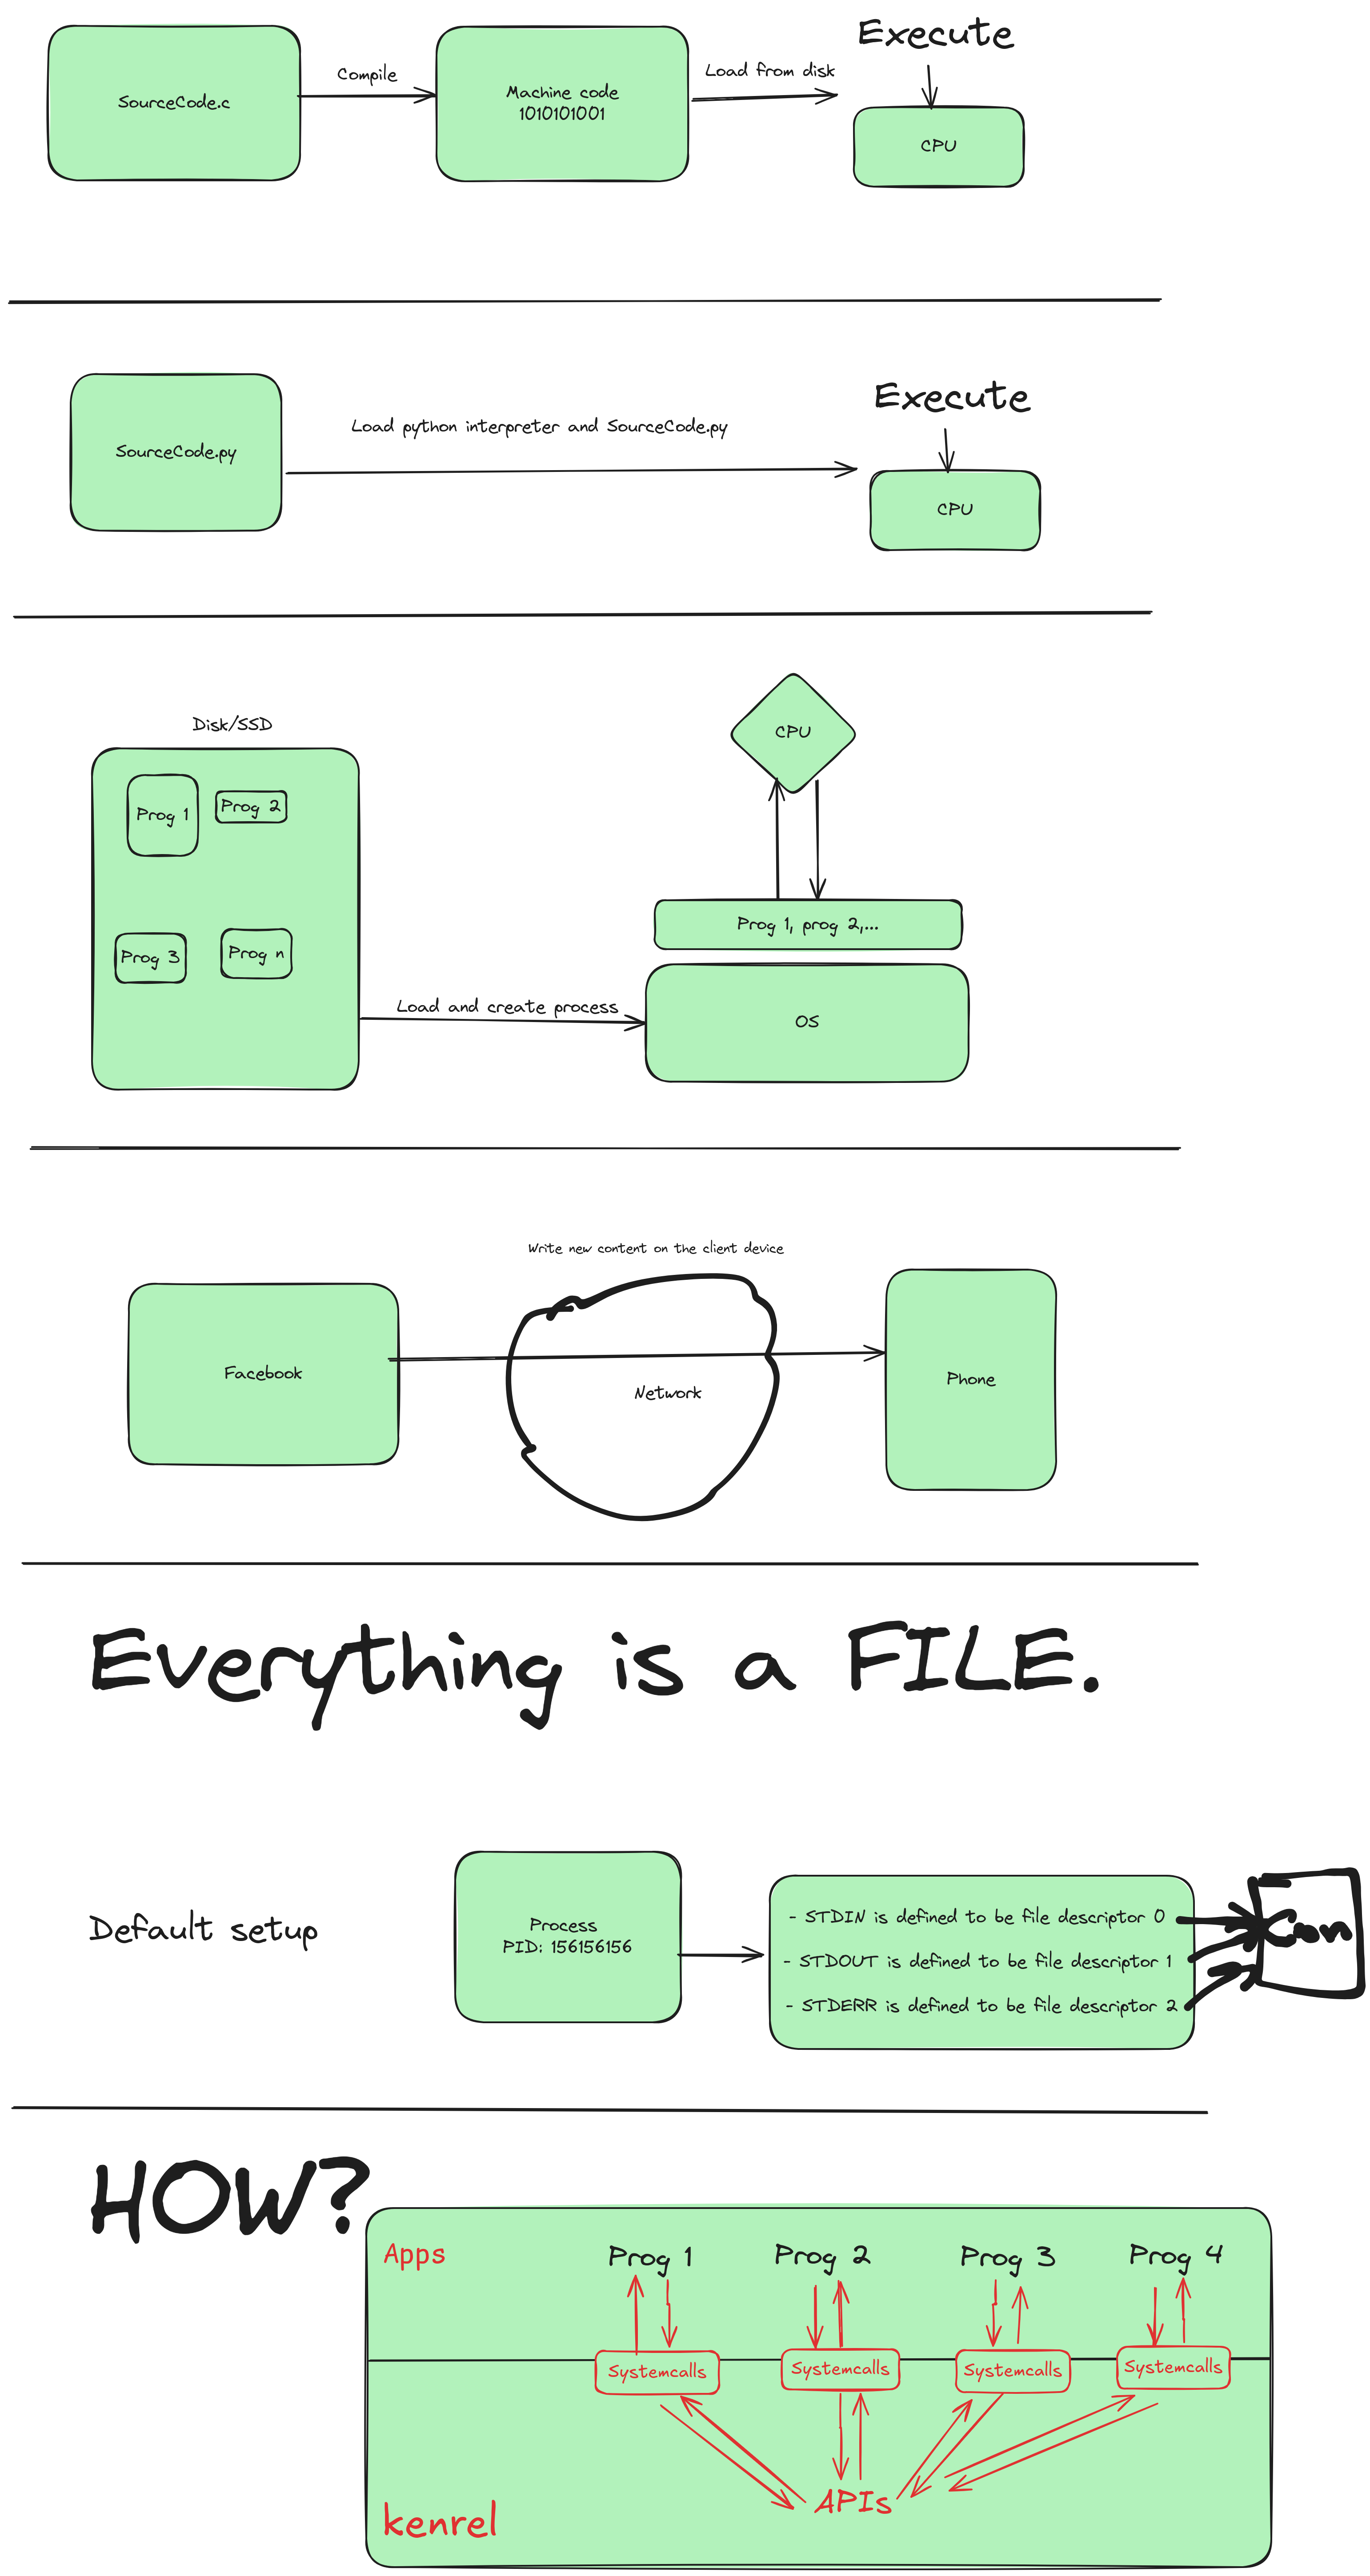 Execute
Compile
Load from disk
SourceCode.c
Machine code
1010101001
CPU
Execute
Load python interpreter and SourceCode.py
SourceCode.py
CPU
Disk/SSD
CPU
Prog 1
Prog 2
Prog 3
Prog n
Prog 1, prog 2,...
Load and create process
OS
Write new content on the client device
Facebook
Network
Phone
Everything is a FILE.
Default setup
Process
PID: 156156156
- STDIN is defined to be file descriptor 0
- STDOUT is defined to be file descriptor 1
- STDERR is defined to be file descriptor 2
HOW?
Apps
Prog 1
Prog 2
Prog 3
Prog 4
Systemcalls
Systemcalls
Systemcalls
Systemcalls
APIs
kenrel